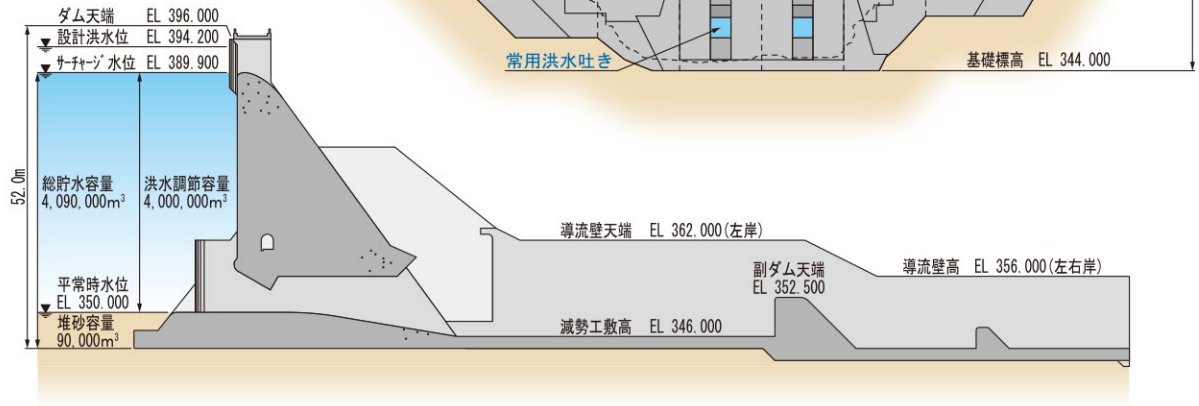 ダム天端 EL 396.000
設計洪水位 EL 394.200
サーチャージ水位 EL 389.900
常用洪水吐き
基礎標高 EL 344.000
52.0m
総貯水容量
4,090,000m³
洪水調節容量
4,000,000m³
導流壁天端 EL 362.000(左岸)
副ダム天端
EL 352.500
導流壁高 EL 356.000(左右岸)
平常時水位
EL 350.000
減勢工敷高 EL 346.000
堆砂容量
90,000m³